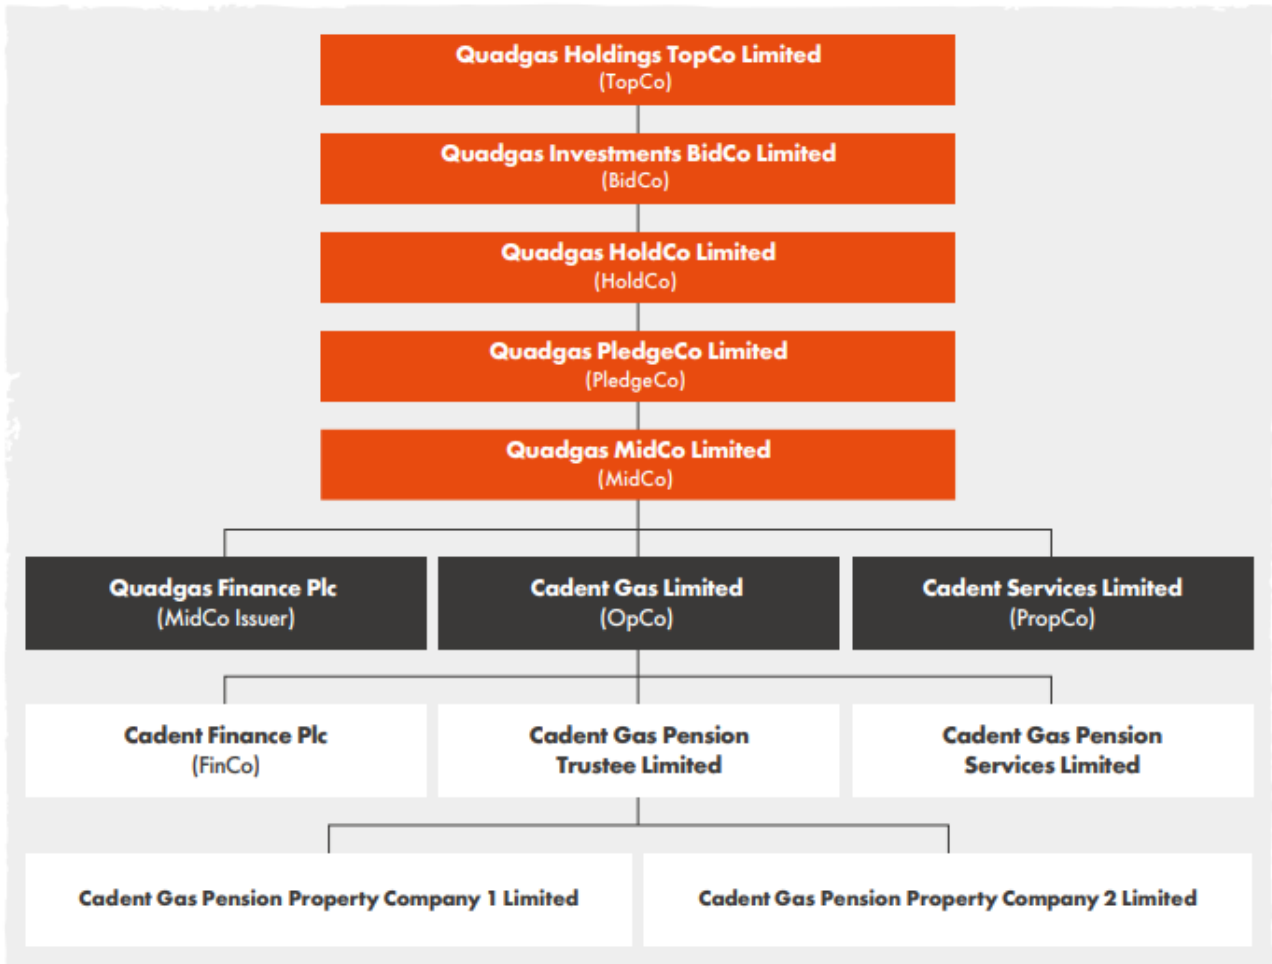 Quadgas Holdings TopCo Limited
(TopCo)
Quadgas Investments BidCo Limited
(BidCo)
Quadgas HoldCo Limited
(HoldCo)
Quadgas PledgeCo Limited
(PledgeCo)
Quadgas MidCo Limited
(MidCo)
Quadgas Finance Plc
(MidCo Issuer)
Cadent Gas Limited
(OpCo)
Cadent Services Limited
(PropCo)
Cadent Finance Plc
(FinCo)
Cadent Gas Pension
Trustee Limited
Cadent Gas Pension
Services Limited
Cadent Gas Pension Property Company 1 Limited
Cadent Gas Pension Property Company 2 Limited